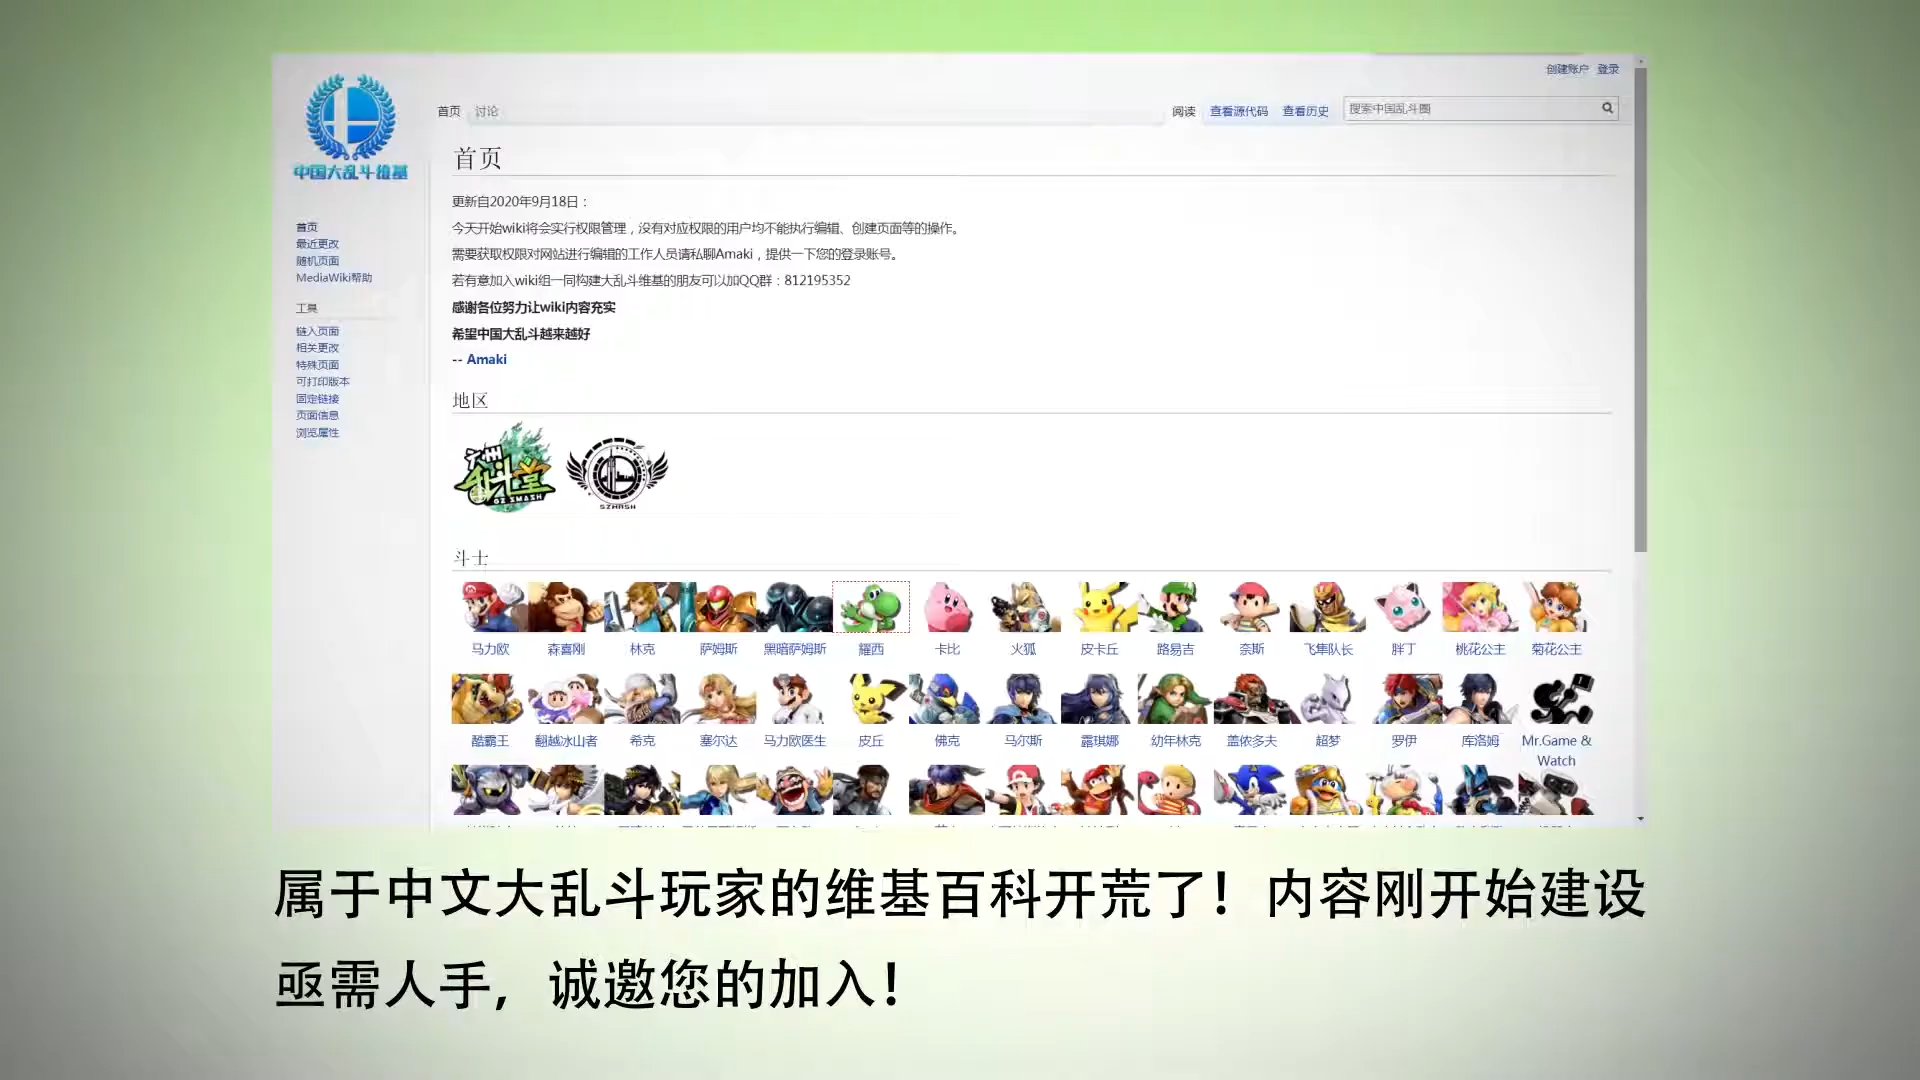 创建账户 登录
中国大乱斗维基
首页 讨论 阅读 查看源代码 查看历史 搜索中国乱斗圈
首页
更新自2020年9月18日：
今天开始wiki将会实行权限管理，没有对应权限的用户均不能执行编辑、创建页面等的操作。
需要获取权限对网站进行编辑的工作人员请私聊Amaki，提供一下您的登录账号。
若有意加入wiki组一同构建大乱斗维基的朋友可以加QQ群：812195352
感谢各位努力让wiki内容充实
希望中国大乱斗越来越好
-- Amaki
首页
最近更改
随机页面
MediaWiki帮助
工具
链入页面
相关更改
特殊页面
可打印版本
固定链接
页面信息
浏览属性
地区
广州
乱斗堂
GZ SMASH
SZMASH
斗士
马力欧 森喜刚 林克 萨姆斯 黑暗萨姆斯 耀西 卡比 火狐 皮卡丘 路易吉 奈斯 飞隼队长 胖丁 桃花公主 菊花公主
酷霸王 翻越冰山者 希克 塞尔达 马力欧医生 皮丘 佛克 马尔斯 露琪娜 幼年林克 盖侬多夫 超梦 罗伊 库洛姆 Mr.Game &
Watch
属于中文大乱斗玩家的维基百科开荒了！内容刚开始建设
亟需人手，诚邀您的加入！